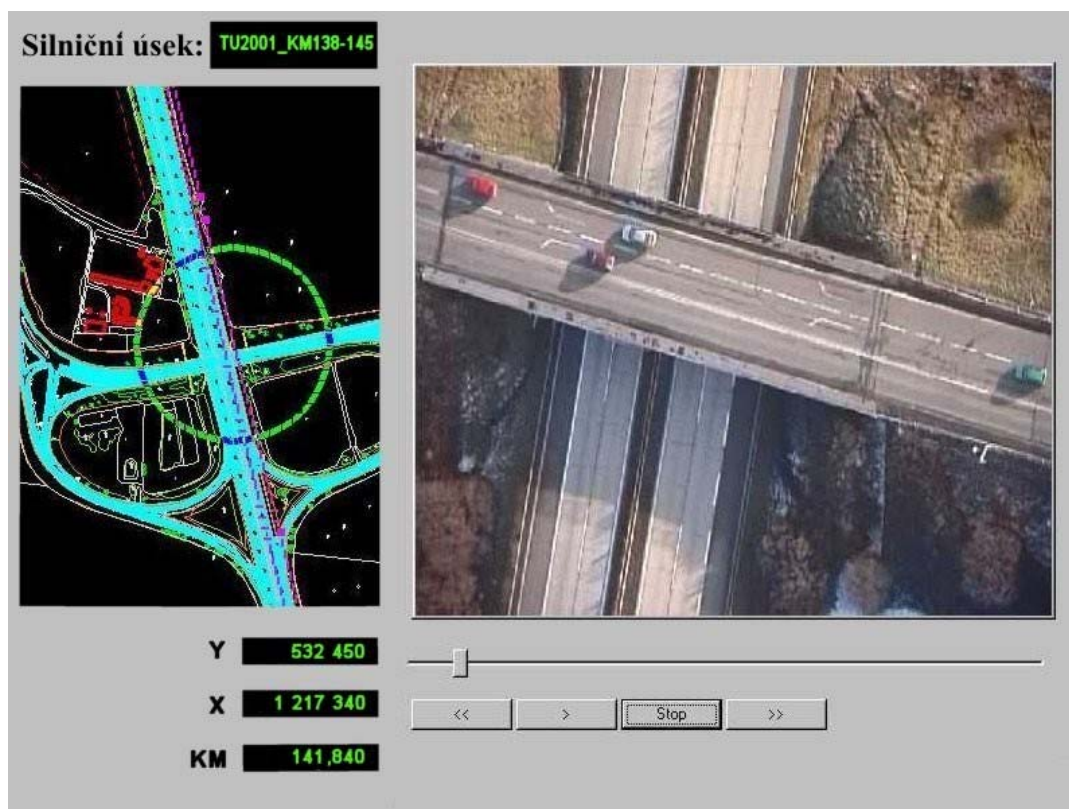 Silniční úsek: TU2001_KM138-145
Y 532 450
X 1 217 340
KM 141,840
<< > Stop >>